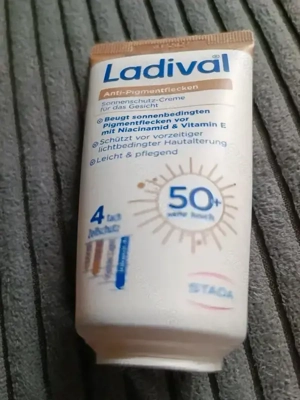 Ladival®
Anti-Pigmentflecken
Sonnenschutz-Creme
für das Gesicht
Beugt sonnenbedingten
Pigmentflecken vor
mit Niacinamid & Vitamin E
Schützt vor vorzeitiger
lichtbedingter Hautalterung
Leicht & pflegend
50+
sehr hoch
4 fach
Zellschutz
STADA